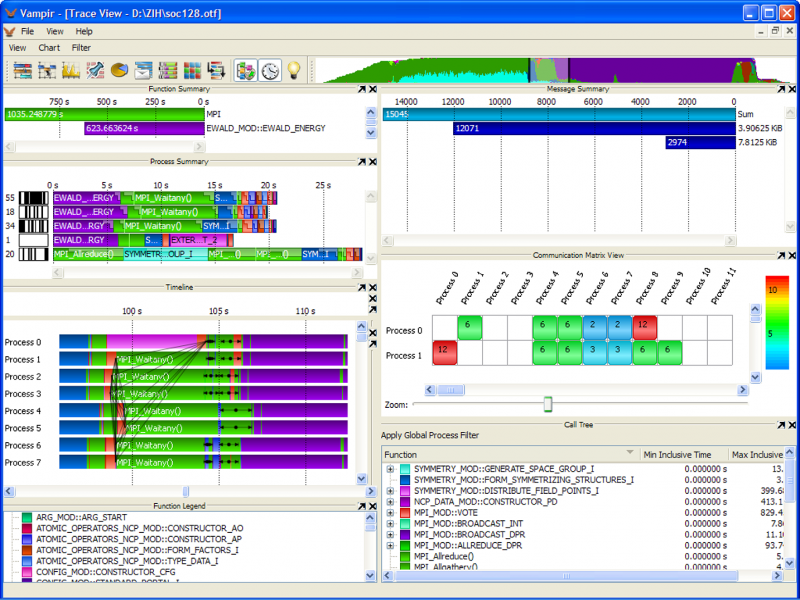 Vampir - [Trace View - D:\ZIH\soc128.otf]
File View Help
View Chart Filter
Function Summary
750 s 500 s 250 s 0 s
1035.248779 s MPI
623.663624 s EWALD_MOD::EWALD_ENERGY
Process Summary
0 s 5 s 10 s 15 s 20 s 25 s
55 EWALD_...ERGY MPI_Waitany() S...
18 EWALD_...ERGY MPI_Waitany()
34 EWALD_...RGY MPI_Waitany() SYM...
1 EWALD...RGY S... EXTER...T_2
20 MPI_Allreduce() SYMMETR...OUP_I MPI_...() MPI_...() SYM...I
Timeline
100 s 105 s 110 s
Process 0
Process 1 MPI_Waitany()
Process 2 MPI_Waitany()
Process 3 MPI_Waitany()
Process 4 MPI_Waitany()
Process 5 MPI_Waitany()
Process 6 MPI_Waitany()
Process 7 MPI_Waitany()
Function Legend
ARG_MOD::ARG_START
ATOMIC_OPERATORS_NCP_MOD::CONSTRUCTOR_AO
ATOMIC_OPERATORS_NCP_MOD::CONSTRUCTOR_AP
ATOMIC_OPERATORS_NCP_MOD::FORM_FACTORS_I
ATOMIC_OPERATORS_NCP_MOD::TYPE_DATA_I
CONFIG_MOD::CONSTRUCTOR_CFG
CONFIG_MOD::STANDARD_PORTAL_I
Message Summary
14000 12000 10000 8000 6000 4000 2000 0
15045 Sum
12071 3.90625 KiB
2974 7.8125 KiB
Communication Matrix View
Process 0 Process 1 Process 2 Process 3 Process 4 Process 5 Process 6 Process 7 Process 8 Process 9 Process 10 Process 11
Process 0 6 6 6 2 2 12
Process 1 12 6 6 3 3 6 6
10
5
Zoom:
Call Tree
Apply Global Process Filter
Function Min Inclusive Time Max Inclusive
SYMMETRY_MOD::GENERATE_SPACE_GROUP_I 0.000000 s 13.
SYMMETRY_MOD::FORM_SYMMETRIZING_STRUCTURES_I 0.000000 s 0.
SYMMETRY_MOD::DISTRIBUTE_FIELD_POINTS_I 0.000000 s 399.68
NCP_DATA_MOD::CONSTRUCTOR_PD 0.000000 s 413.1
MPI_MOD::VOTE 0.000000 s 829.4
MPI_MOD::BROADCAST_INT 0.000000 s 7.8
MPI_MOD::BROADCAST_DPR 0.000000 s 11.1
MPI_MOD::ALLREDUCE_DPR 0.000000 s 93.7
MPI_Allreduce() 0.000000 s 5.
MPI_Allgathery() 0.000000 s 4.